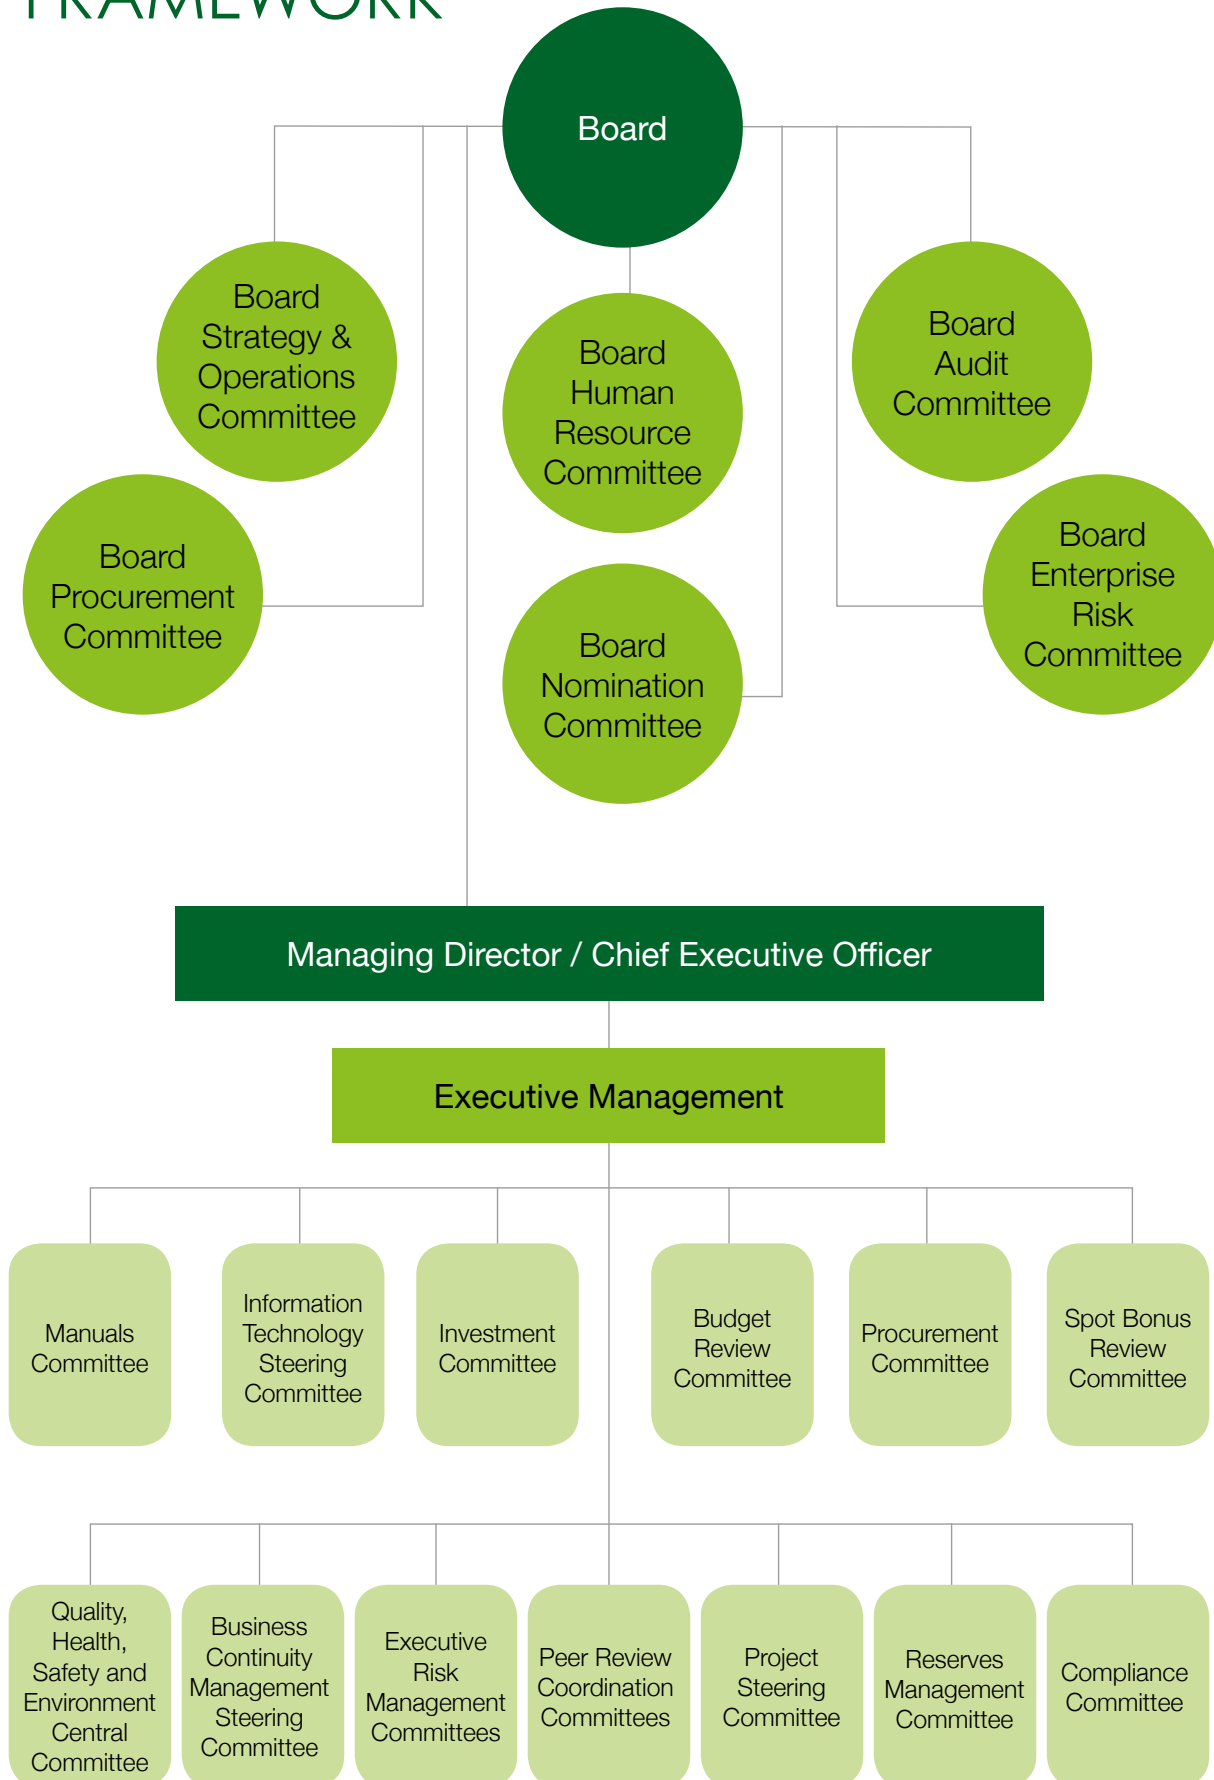 FRAMEWORK
Board
Board
Strategy &
Operations
Committee
Board
Human
Resource
Committee
Board
Audit
Committee
Board
Procurement
Committee
Board
Nomination
Committee
Board
Enterprise
Risk
Committee
Managing Director / Chief Executive Officer
Executive Management
Manuals
Committee
Information
Technology
Steering
Committee
Investment
Committee
Budget
Review
Committee
Procurement
Committee
Spot Bonus
Review
Committee
Quality,
Health,
Safety and
Environment
Central
Committee
Business
Continuity
Management
Steering
Committee
Executive
Risk
Management
Committees
Peer Review
Coordination
Committees
Project
Steering
Committee
Reserves
Management
Committee
Compliance
Committee